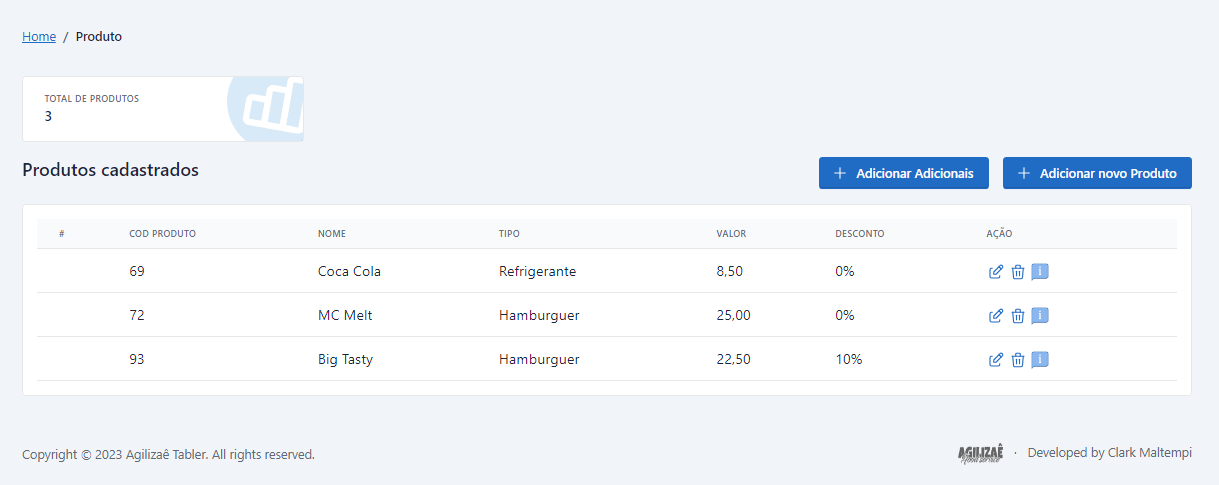 Home / Produto
TOTAL DE PRODUTOS
3
Produtos cadastrados
Adicionar Adicionais
Adicionar novo Produto
# COD PRODUTO NOME TIPO VALOR DESCONTO AÇÃO
69 Coca Cola Refrigerante 8,50 0%
72 MC Melt Hamburguer 25,00 0%
93 Big Tasty Hamburguer 22,50 10%
Copyright © 2023 Agilizaê Tabler. All rights reserved.
AGILIZAÊ
· Developed by Clark Maltempi